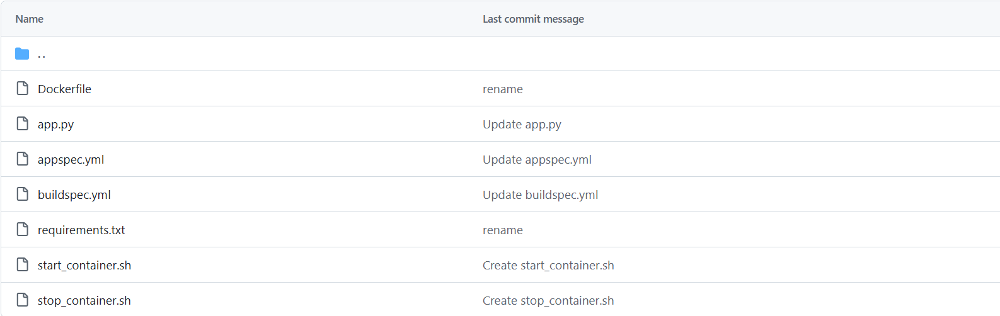 Name Last commit message
..
Dockerfile rename
app.py Update app.py
appspec.yml Update appspec.yml
buildspec.yml Update buildspec.yml
requirements.txt rename
start_container.sh Create start_container.sh
stop_container.sh Create stop_container.sh